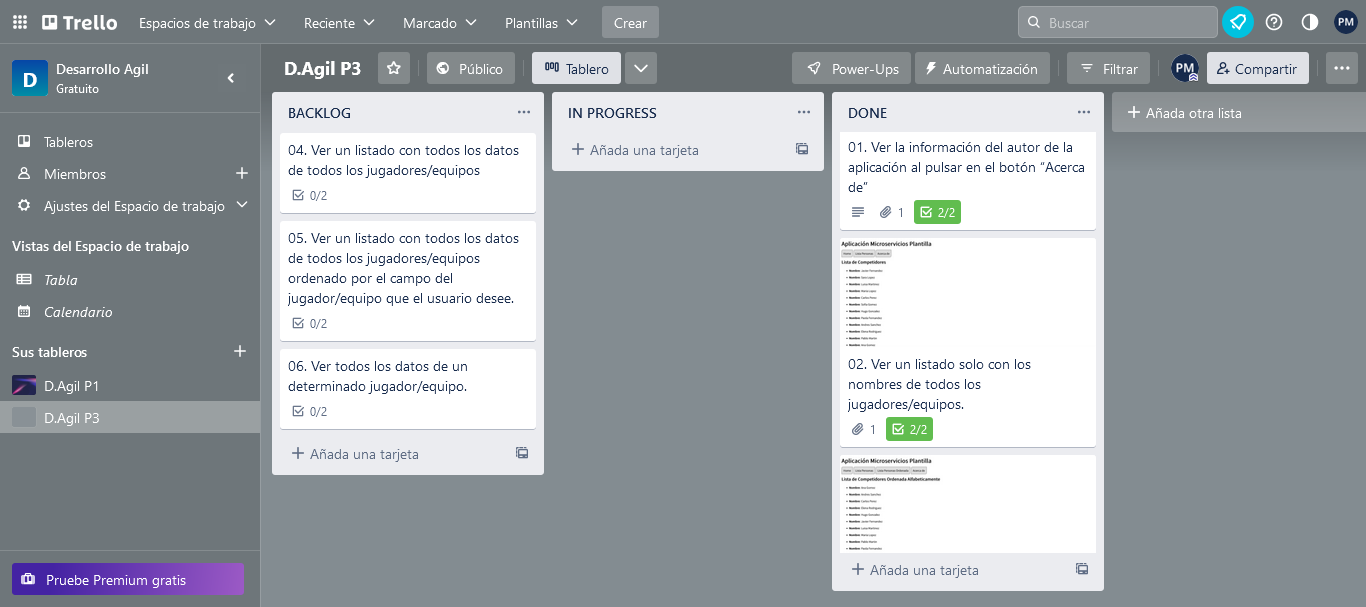 Trello
Espacios de trabajo
Reciente
Marcado
Plantillas
Crear
Buscar
PM
D
Desarrollo Agil
Gratuito
D.Agil P3
Público
Tablero
Power-Ups
Automatización
Filtrar
PM
Compartir
Tableros
Miembros
Ajustes del Espacio de trabajo
Vistas del Espacio de trabajo
Tabla
Calendario
Sus tableros
D.Agil P1
D.Agil P3
Pruebe Premium gratis
BACKLOG
04. Ver un listado con todos los datos
de todos los jugadores/equipos
0/2
05. Ver un listado con todos los datos
de todos los jugadores/equipos
ordenado por el campo del
jugador/equipo que el usuario desee.
0/2
06. Ver todos los datos de un
determinado jugador/equipo.
0/2
Añada una tarjeta
IN PROGRESS
Añada una tarjeta
DONE
01. Ver la información del autor de la
aplicación al pulsar en el botón “Acerca
de”
1
2/2
Aplicación Microservicios Plantilla
Lista de Competidores
02. Ver un listado solo con los
nombres de todos los
jugadores/equipos.
1
2/2
Aplicación Microservicios Plantilla
Lista de Competidores Ordenada Alfabeticamente
Añada una tarjeta
Añada otra lista